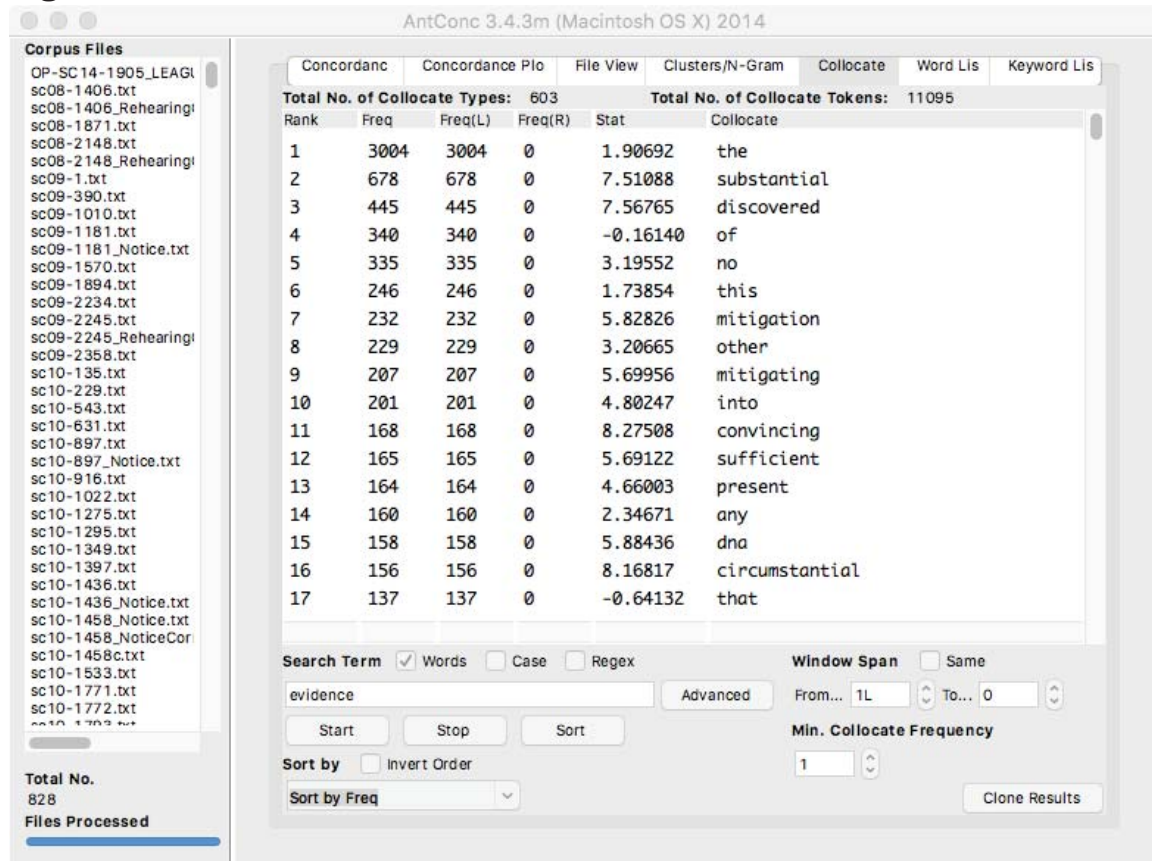 AntConc 3.4.3m (Macintosh OS X) 2014
Corpus Files
OP-SC14-1905_LEAGU
sc08-1406.txt
sc08-1406_Rehearing
sc08-1871.txt
sc08-2148.txt
sc08-2148_Rehearing
sc09-1.txt
sc09-390.txt
sc09-1010.txt
sc09-1181.txt
sc09-1181_Notice.txt
sc09-1570.txt
sc09-1894.txt
sc09-2234.txt
sc09-2245.txt
sc09-2245_Rehearing
sc09-2358.txt
sc10-135.txt
sc10-229.txt
sc10-543.txt
sc10-631.txt
sc10-897.txt
sc10-897_Notice.txt
sc10-916.txt
sc10-1022.txt
sc10-1275.txt
sc10-1295.txt
sc10-1349.txt
sc10-1397.txt
sc10-1436.txt
sc10-1436_Notice.txt
sc10-1458_Notice.txt
sc10-1458_NoticeCor
sc10-1458c.txt
sc10-1533.txt
sc10-1771.txt
sc10-1772.txt
Total No.
828
Files Processed
Concordanc Concordance Plo File View Clusters/N-Gram Collocate Word Lis Keyword Lis
Total No. of Collocate Types: 603 Total No. of Collocate Tokens: 11095
Rank Freq Freq(L) Freq(R) Stat Collocate
1 3004 3004 0 1.90692 the
2 678 678 0 7.51088 substantial
3 445 445 0 7.56765 discovered
4 340 340 0 -0.16140 of
5 335 335 0 3.19552 no
6 246 246 0 1.73854 this
7 232 232 0 5.82826 mitigation
8 229 229 0 3.20665 other
9 207 207 0 5.69956 mitigating
10 201 201 0 4.80247 into
11 168 168 0 8.27508 convincing
12 165 165 0 5.69122 sufficient
13 164 164 0 4.66003 present
14 160 160 0 2.34671 any
15 158 158 0 5.88436 dna
16 156 156 0 8.16817 circumstantial
17 137 137 0 -0.64132 that
Search Term Words Case Regex Window Span Same
evidence Advanced From... 1L To... 0
Start Stop Sort Min. Collocate Frequency
Sort by Invert Order 1
Sort by Freq Clone Results